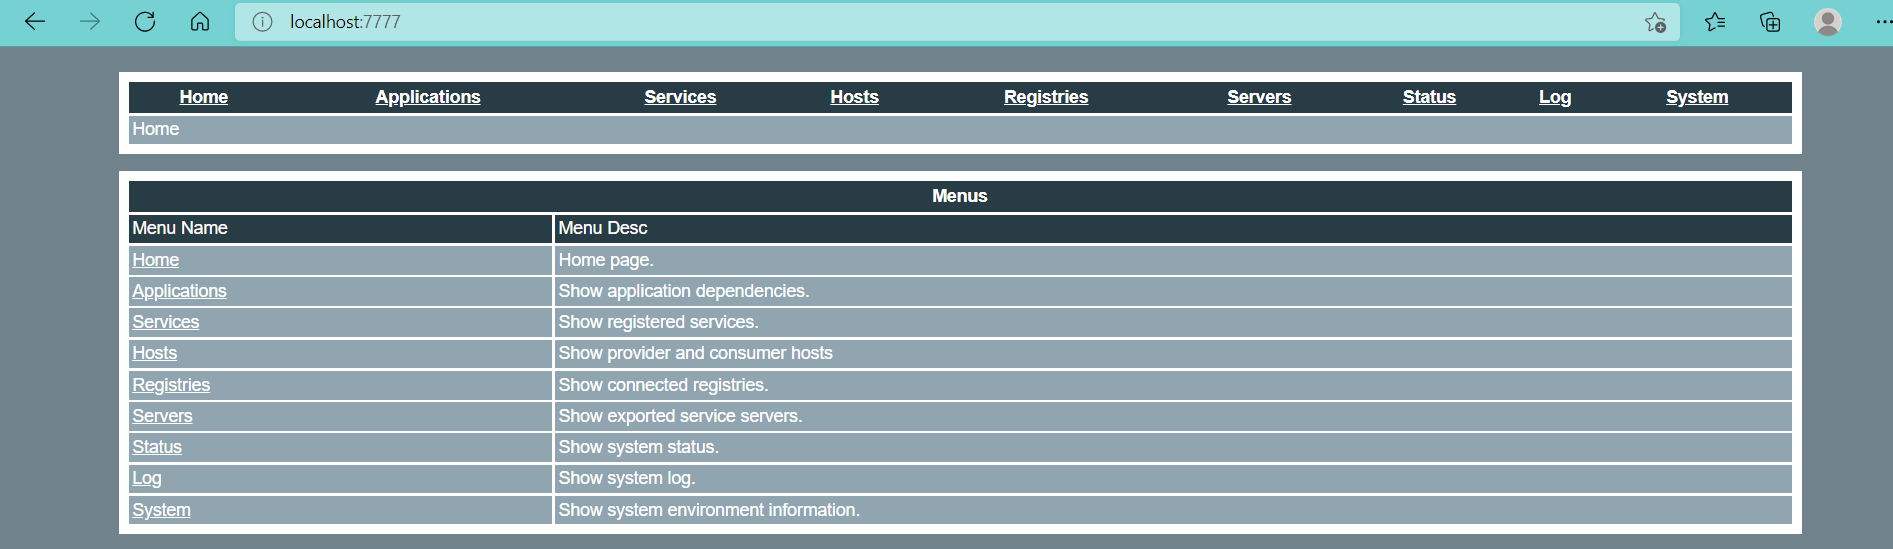 localhost:7777
Home Applications Services Hosts Registries Servers Status Log System
Home
Menus
Menu Name Menu Desc
Home Home page.
Applications Show application dependencies.
Services Show registered services.
Hosts Show provider and consumer hosts
Registries Show connected registries.
Servers Show exported service servers.
Status Show system status.
Log Show system log.
System Show system environment information.